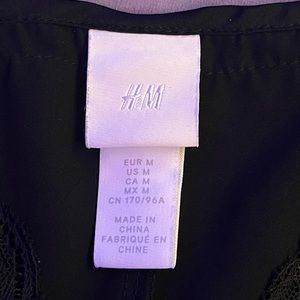 H&M
EUR M
US M
CA M
MX M
CN 170/96A
MADE IN
CHINA
FABRIQUÉ EN
CHINE